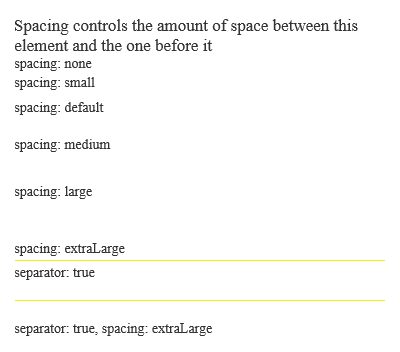 Spacing controls the amount of space between this
element and the one before it
spacing: none
spacing: small
spacing: default
spacing: medium
spacing: large
spacing: extraLarge
separator: true
separator: true, spacing: extraLarge